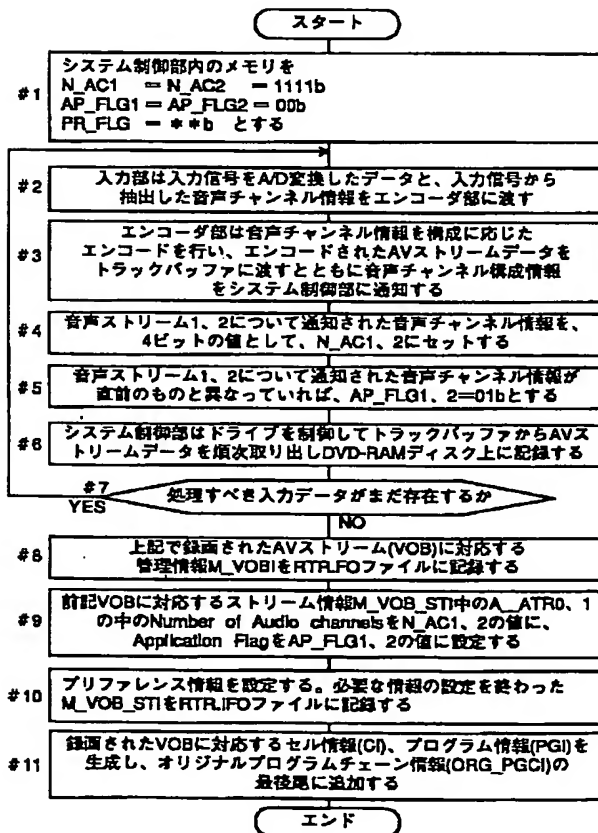 スタート
#1
システム制御部内のメモリを
N_AC1 =N_AC2 =1111b
AP_FLG1=AP_FLG2=00b
PR_FLG =**b とする
#2
入力部は入力信号をA/D変換したデータと、入力信号から
抽出した音声チャンネル情報をエンコーダ部に渡す
#3
エンコーダ部は音声チャンネル情報を構成に応じた
エンコードを行い、エンコードされたAVストリームデータを
トラックバッファに渡すとともに音声チャンネル構成情報
をシステム制御部に通知する
#4
音声ストリーム1、2について通知された音声チャンネル情報を、
4ビットの値として、N_AC1、2にセットする
#5
音声ストリーム1、2について通知された音声チャンネル情報が
直前のものと異なっていれば、AP_FLG1、2=01bとする
#6
システム制御部はドライブを制御してトラックバッファからAVス
トリームデータを順次取り出しDVD-RAMディスク上に記録する
#7
処理すべき入力データがまだ存在するか
YES
NO
#8
上記で録画されたAVストリーム(VOB)に対応する
管理情報M_VOBIをRTR.IFOファイルに記録する
#9
前記VOBに対応するストリーム情報M_VOB_STI中のA_ATR0、1
の中のNumber of Audio channelsをN_AC1、2の値に、
Application FlagをAP_FLG1、2の値に設定する
#10
プリファレンス情報を設定する。必要な情報の設定を終わった
M_VOB_STIをRTR.IFOファイルに記録する
#11
録画されたVOBに対応するセル情報(CI)、プログラム情報(PGI)を
生成し、オリジナルプログラムチェーン情報(ORG_PGCI)の
最後尾に追加する
エンド